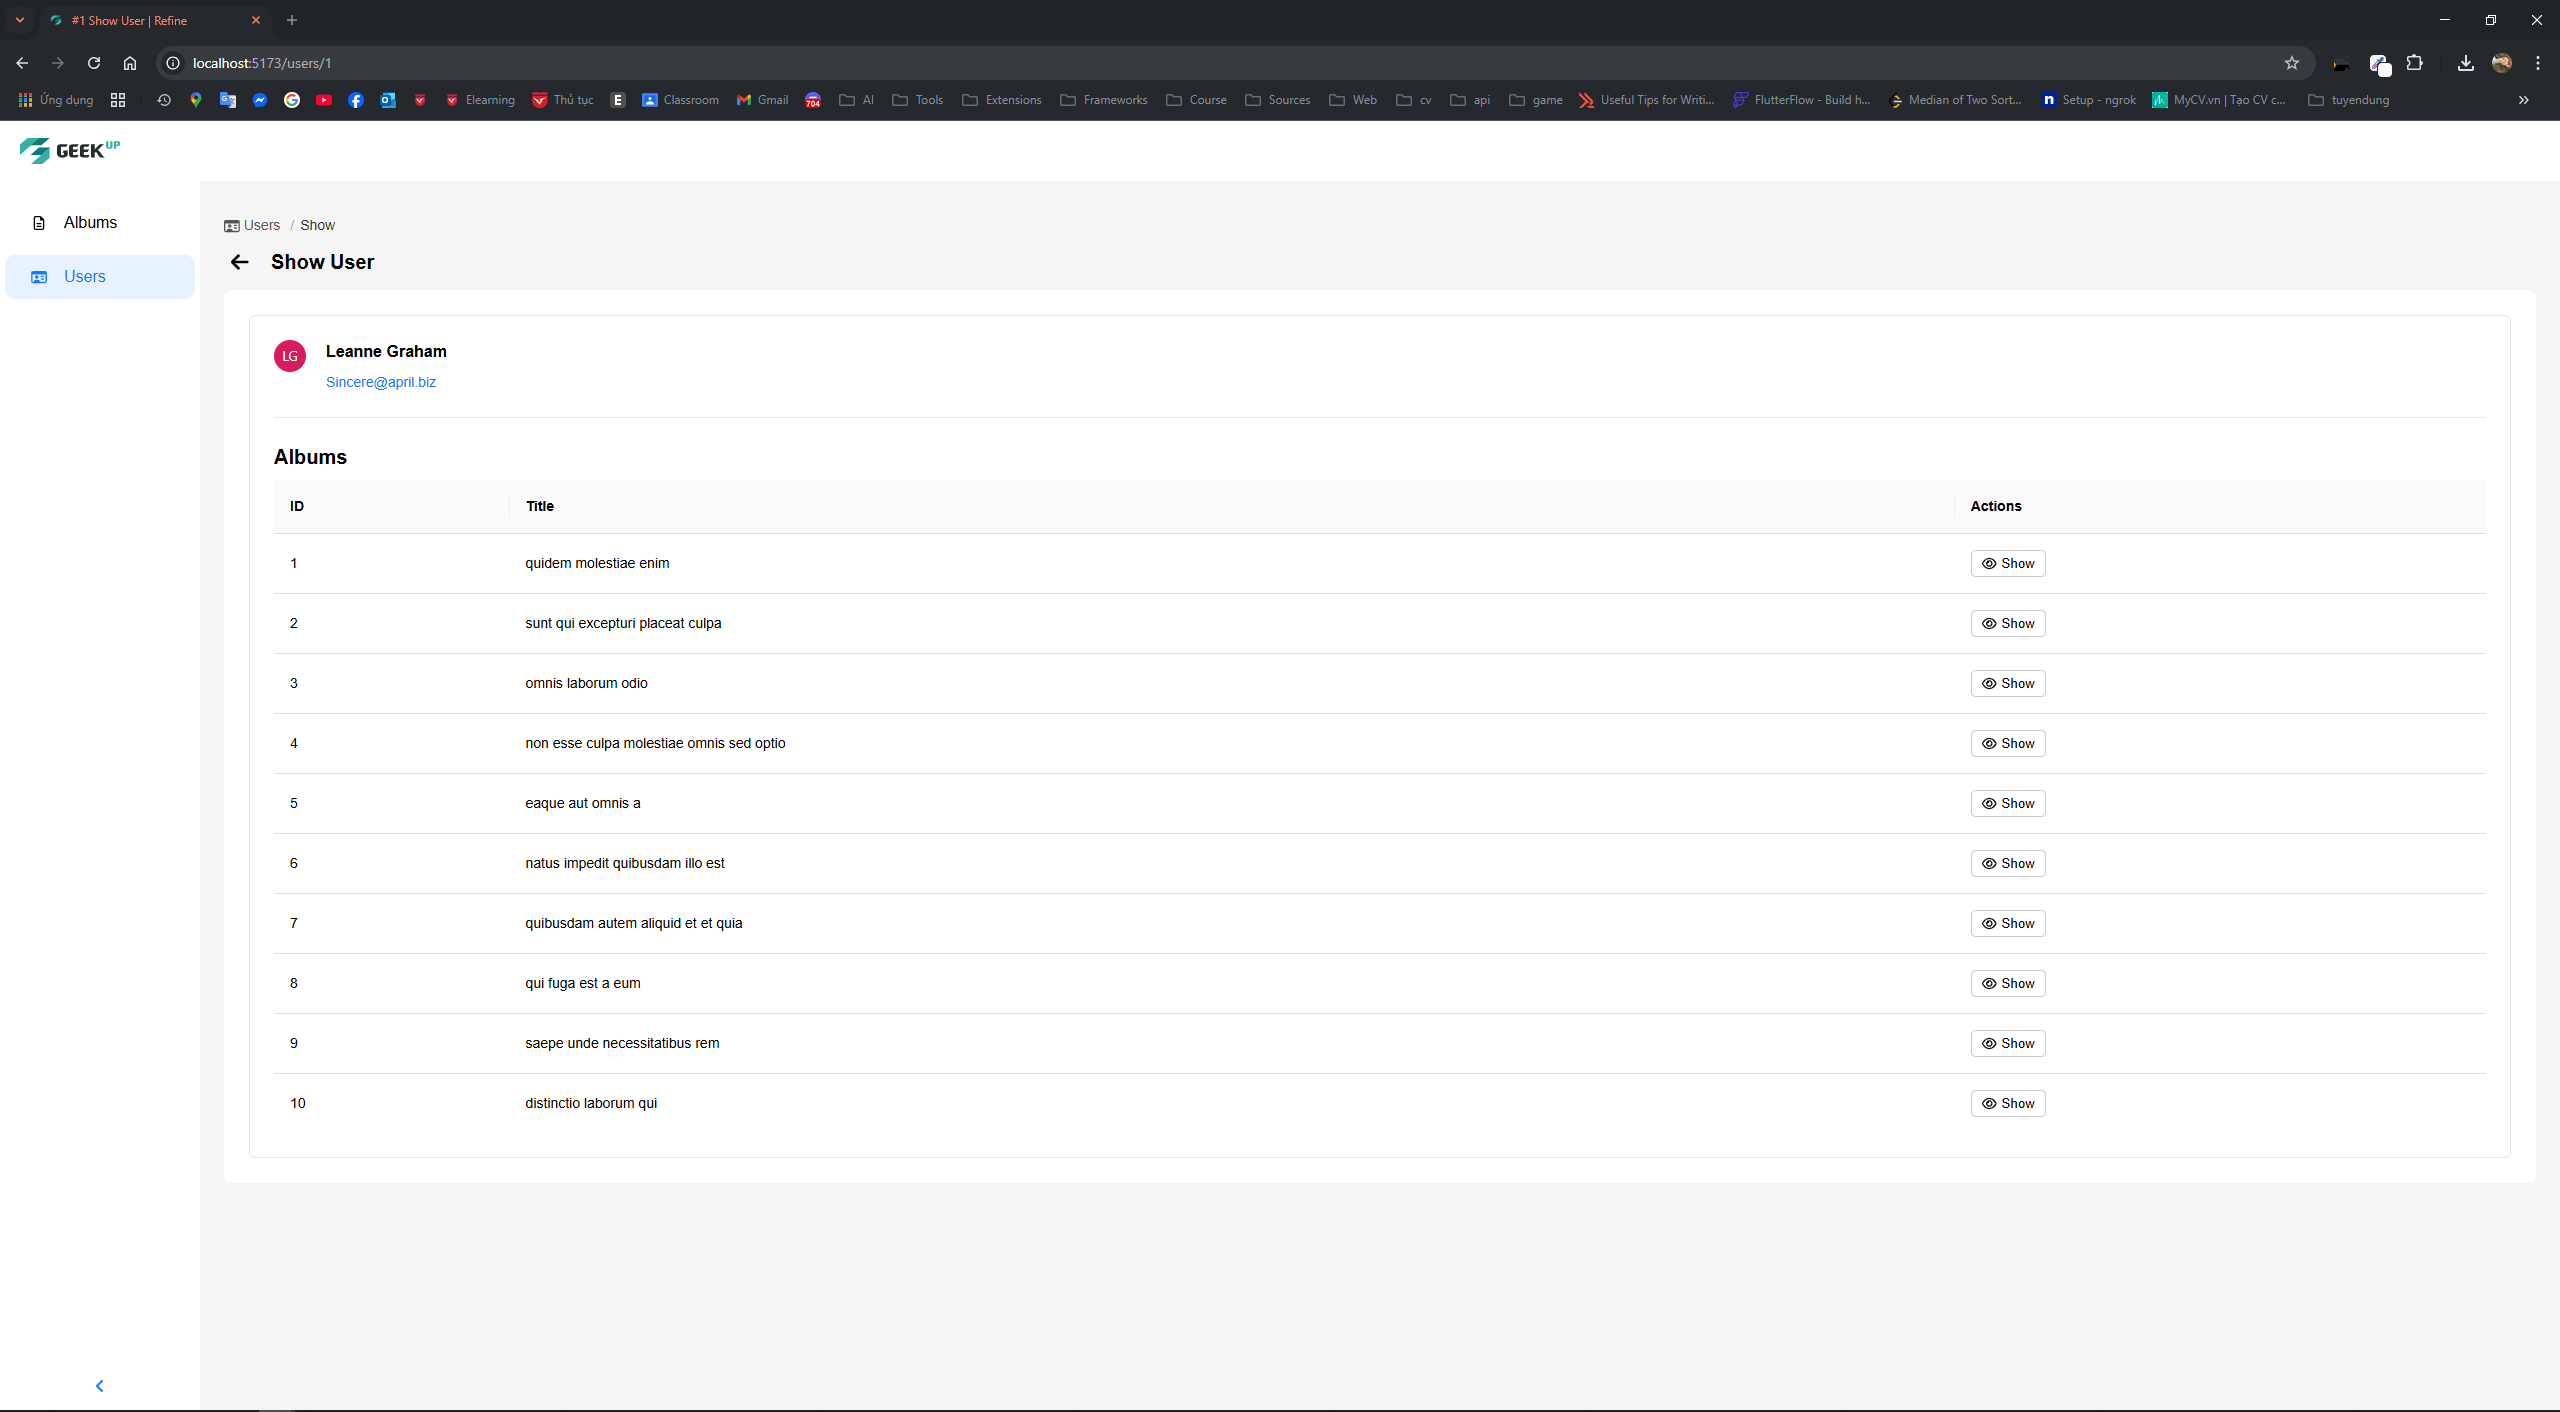 #1 Show User | Refine
localhost:5173/users/1
Ứng dụng Elearning Thủ tục E Classroom Gmail 704 AI Tools Extensions Frameworks Course Sources Web cv api game Useful Tips for Writi... FlutterFlow - Build h... Median of Two Sort... n Setup - ngrok MyCV.vn | Tạo CV c... tuyendung
GEEK UP
Albums
Users
Users / Show
Show User
LG Leanne Graham
Sincere@april.biz
Albums
ID Title Actions
1 quidem molestiae enim Show
2 sunt qui excepturi placeat culpa Show
3 omnis laborum odio Show
4 non esse culpa molestiae omnis sed optio Show
5 eaque aut omnis a Show
6 natus impedit quibusdam illo est Show
7 quibusdam autem aliquid et et quia Show
8 qui fuga est a eum Show
9 saepe unde necessitatibus rem Show
10 distinctio laborum qui Show